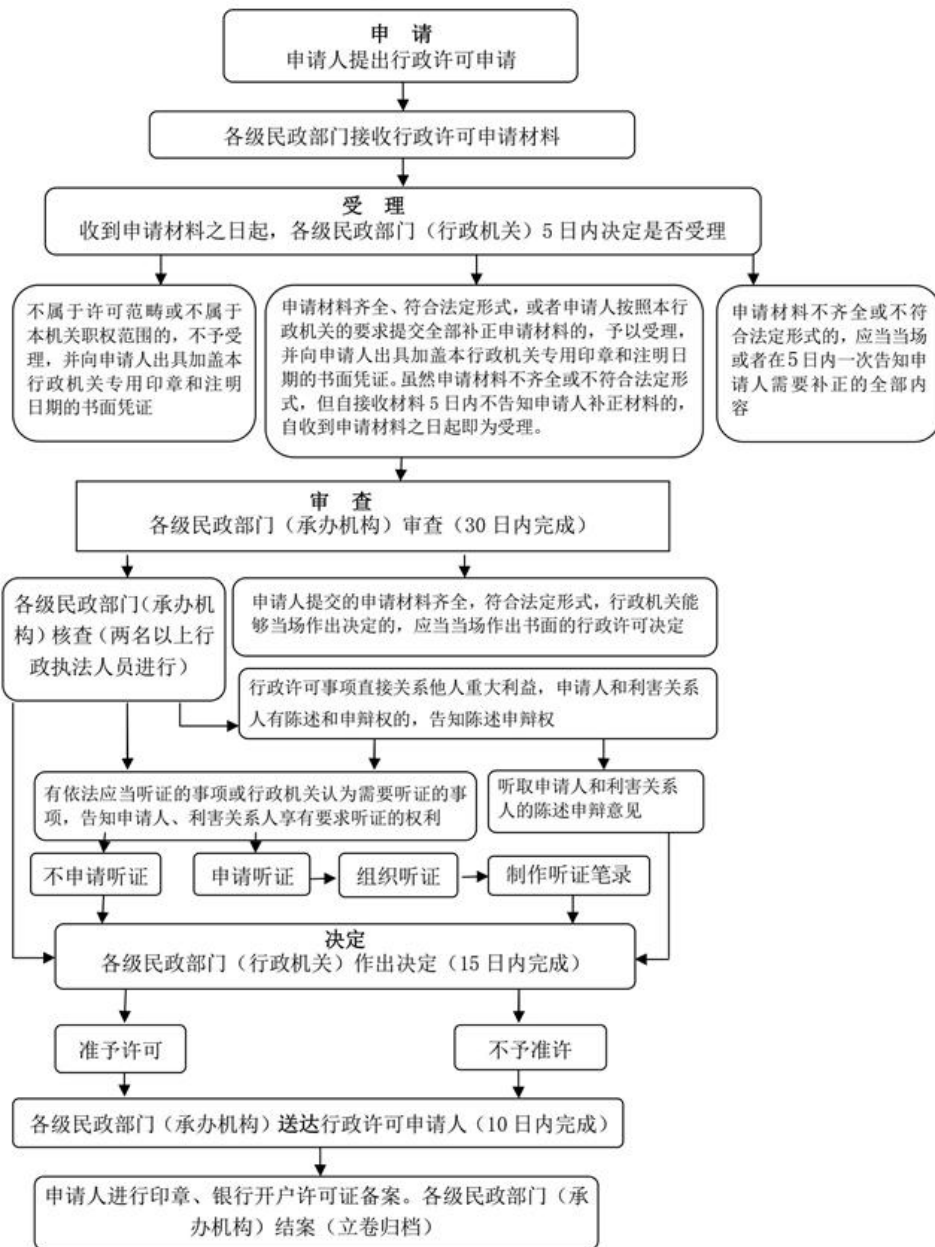 申 请
申请人提出行政许可申请
各级民政部门接收行政许可申请材料
受 理
收到申请材料之日起，各级民政部门（行政机关）5 日内决定是否受理
不属于许可范畴或不属于
本机关职权范围的，不予受
理，并向申请人出具加盖本
行政机关专用印章和注明
日期的书面凭证
申请材料齐全、符合法定形式，或者申请人按照本行
政机关的要求提交全部补正申请材料的，予以受理，
并向申请人出具加盖本行政机关专用印章和注明日
期的书面凭证。虽然申请材料不齐全或不符合法定形
式，但自接收材料 5 日内不告知申请人补正材料的，
自收到申请材料之日起即为受理。
申请材料不齐全或不符
合法定形式的，应当当场
或者在 5 日内一次告知申
请人需要补正的全部内
容
审 查
各级民政部门（承办机构）审查（30 日内完成）
各级民政部门（承办机
构）核查（两名以上行
政执法人员进行）
申请人提交的申请材料齐全，符合法定形式，行政机关能
够当场作出决定的，应当当场作出书面的行政许可决定
行政许可事项直接关系他人重大利益，申请人和利害关系
人有陈述和申辩权的，告知陈述申辩权
有依法应当听证的事项或行政机关认为需要听证的事
项，告知申请人、利害关系人享有要求听证的权利
听取申请人和利害关系
人的陈述申辩意见
不申请听证
申请听证
组织听证
制作听证笔录
决定
各级民政部门（行政机关）作出决定（15 日内完成）
准予许可
不予准许
各级民政部门（承办机构）送达行政许可申请人（10 日内完成）
申请人进行印章、银行开户许可证备案。各级民政部门（承
办机构）结案（立卷归档）